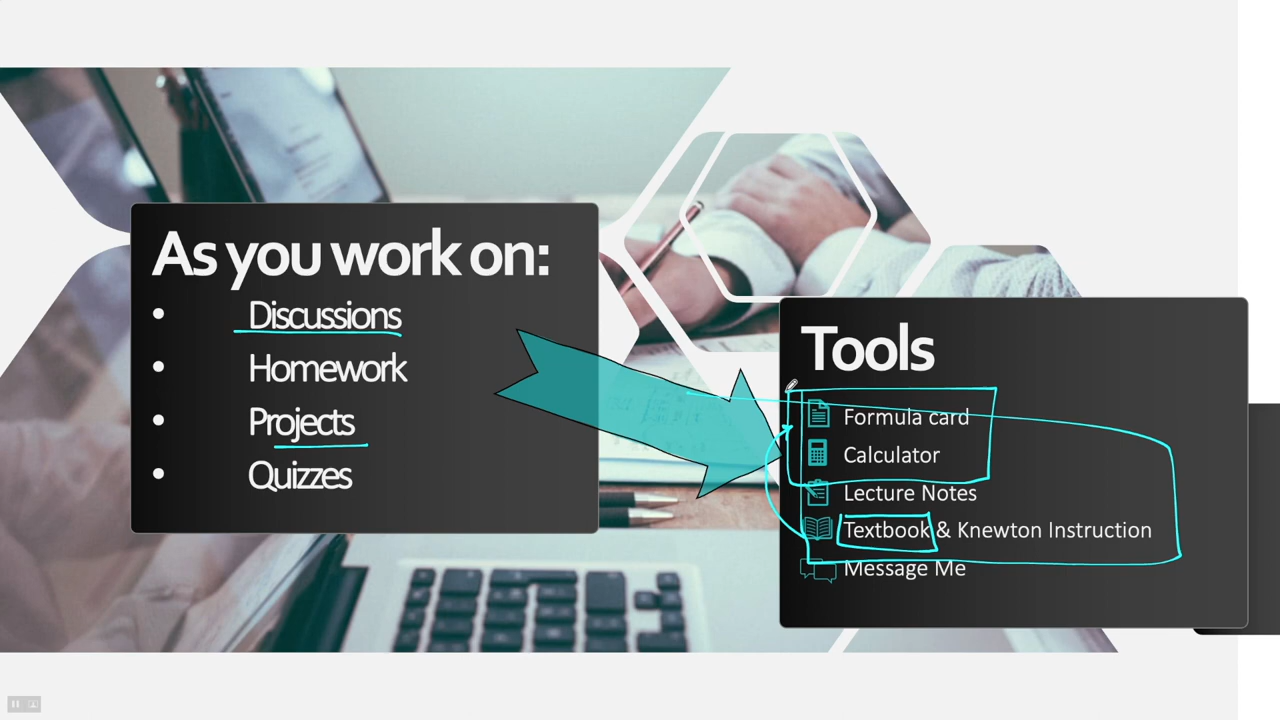 As you work on:
• Discussions
• Homework
• Projects
• Quizzes
Tools
Formula card
Calculator
Lecture Notes
Textbook & Knewton Instruction
Message Me